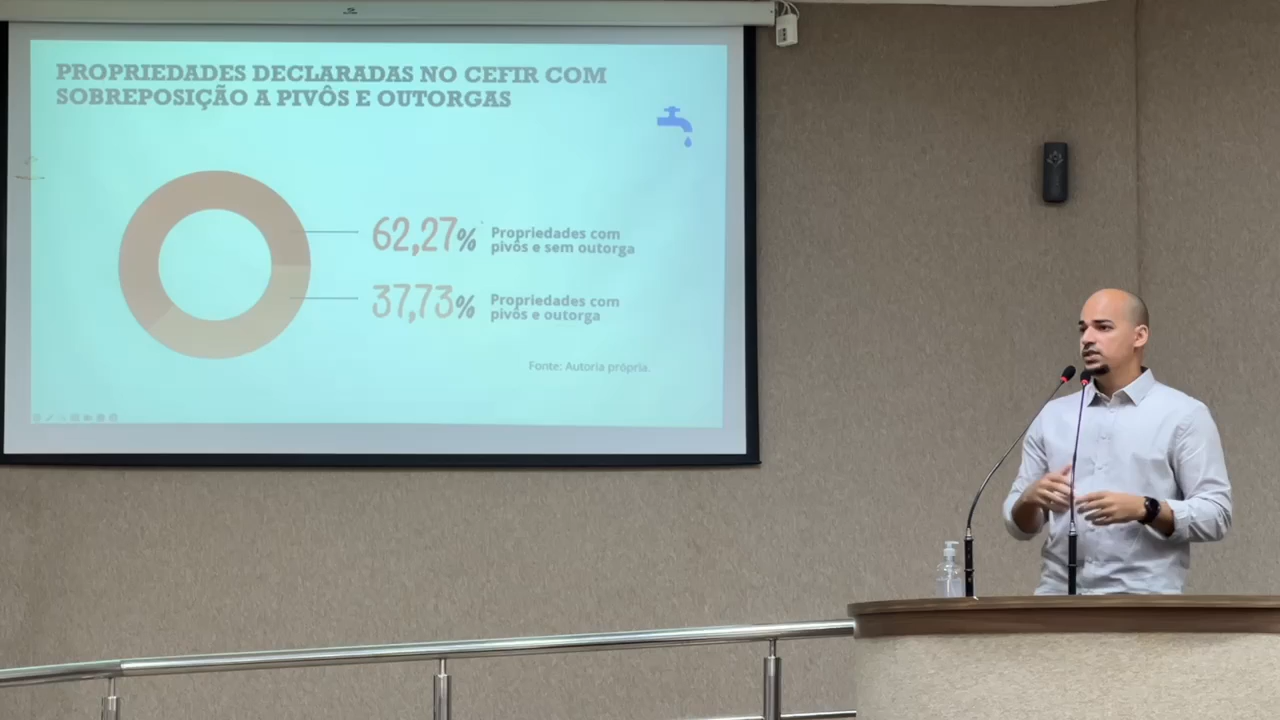 PROPRIEDADES DECLARADAS NO CEFIR COM
SOBREPOSIÇÃO A PIVÔS E OUTORGAS
62,27%
Propriedades com
pivôs e sem outorga
37,73%
Propriedades com
pivôs e outorga
Fonte: Autoria própria.